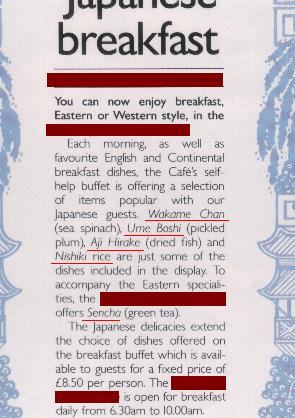 Japanese
breakfast
You can now enjoy breakfast,
Eastern or Western style, in the
Each morning, as well as
favourite English and Continental
breakfast dishes, the Café's self-
help buffet is offering a selection
of items popular with our
Japanese guests. Wakame Chan
(sea spinach), Ume Boshi (pickled
plum), Aji Hirake (dried fish) and
Nishiki rice are just some of the
dishes included in the display. To
accompany the Eastern speciali-
ties, the
offers Sencha (green tea).
The Japanese delicacies extend
the choice of dishes offered on
the breakfast buffet which is avail-
able to guests for a fixed price of
£8.50 per person. The
is open for breakfast
daily from 6.30am to 10.00am.